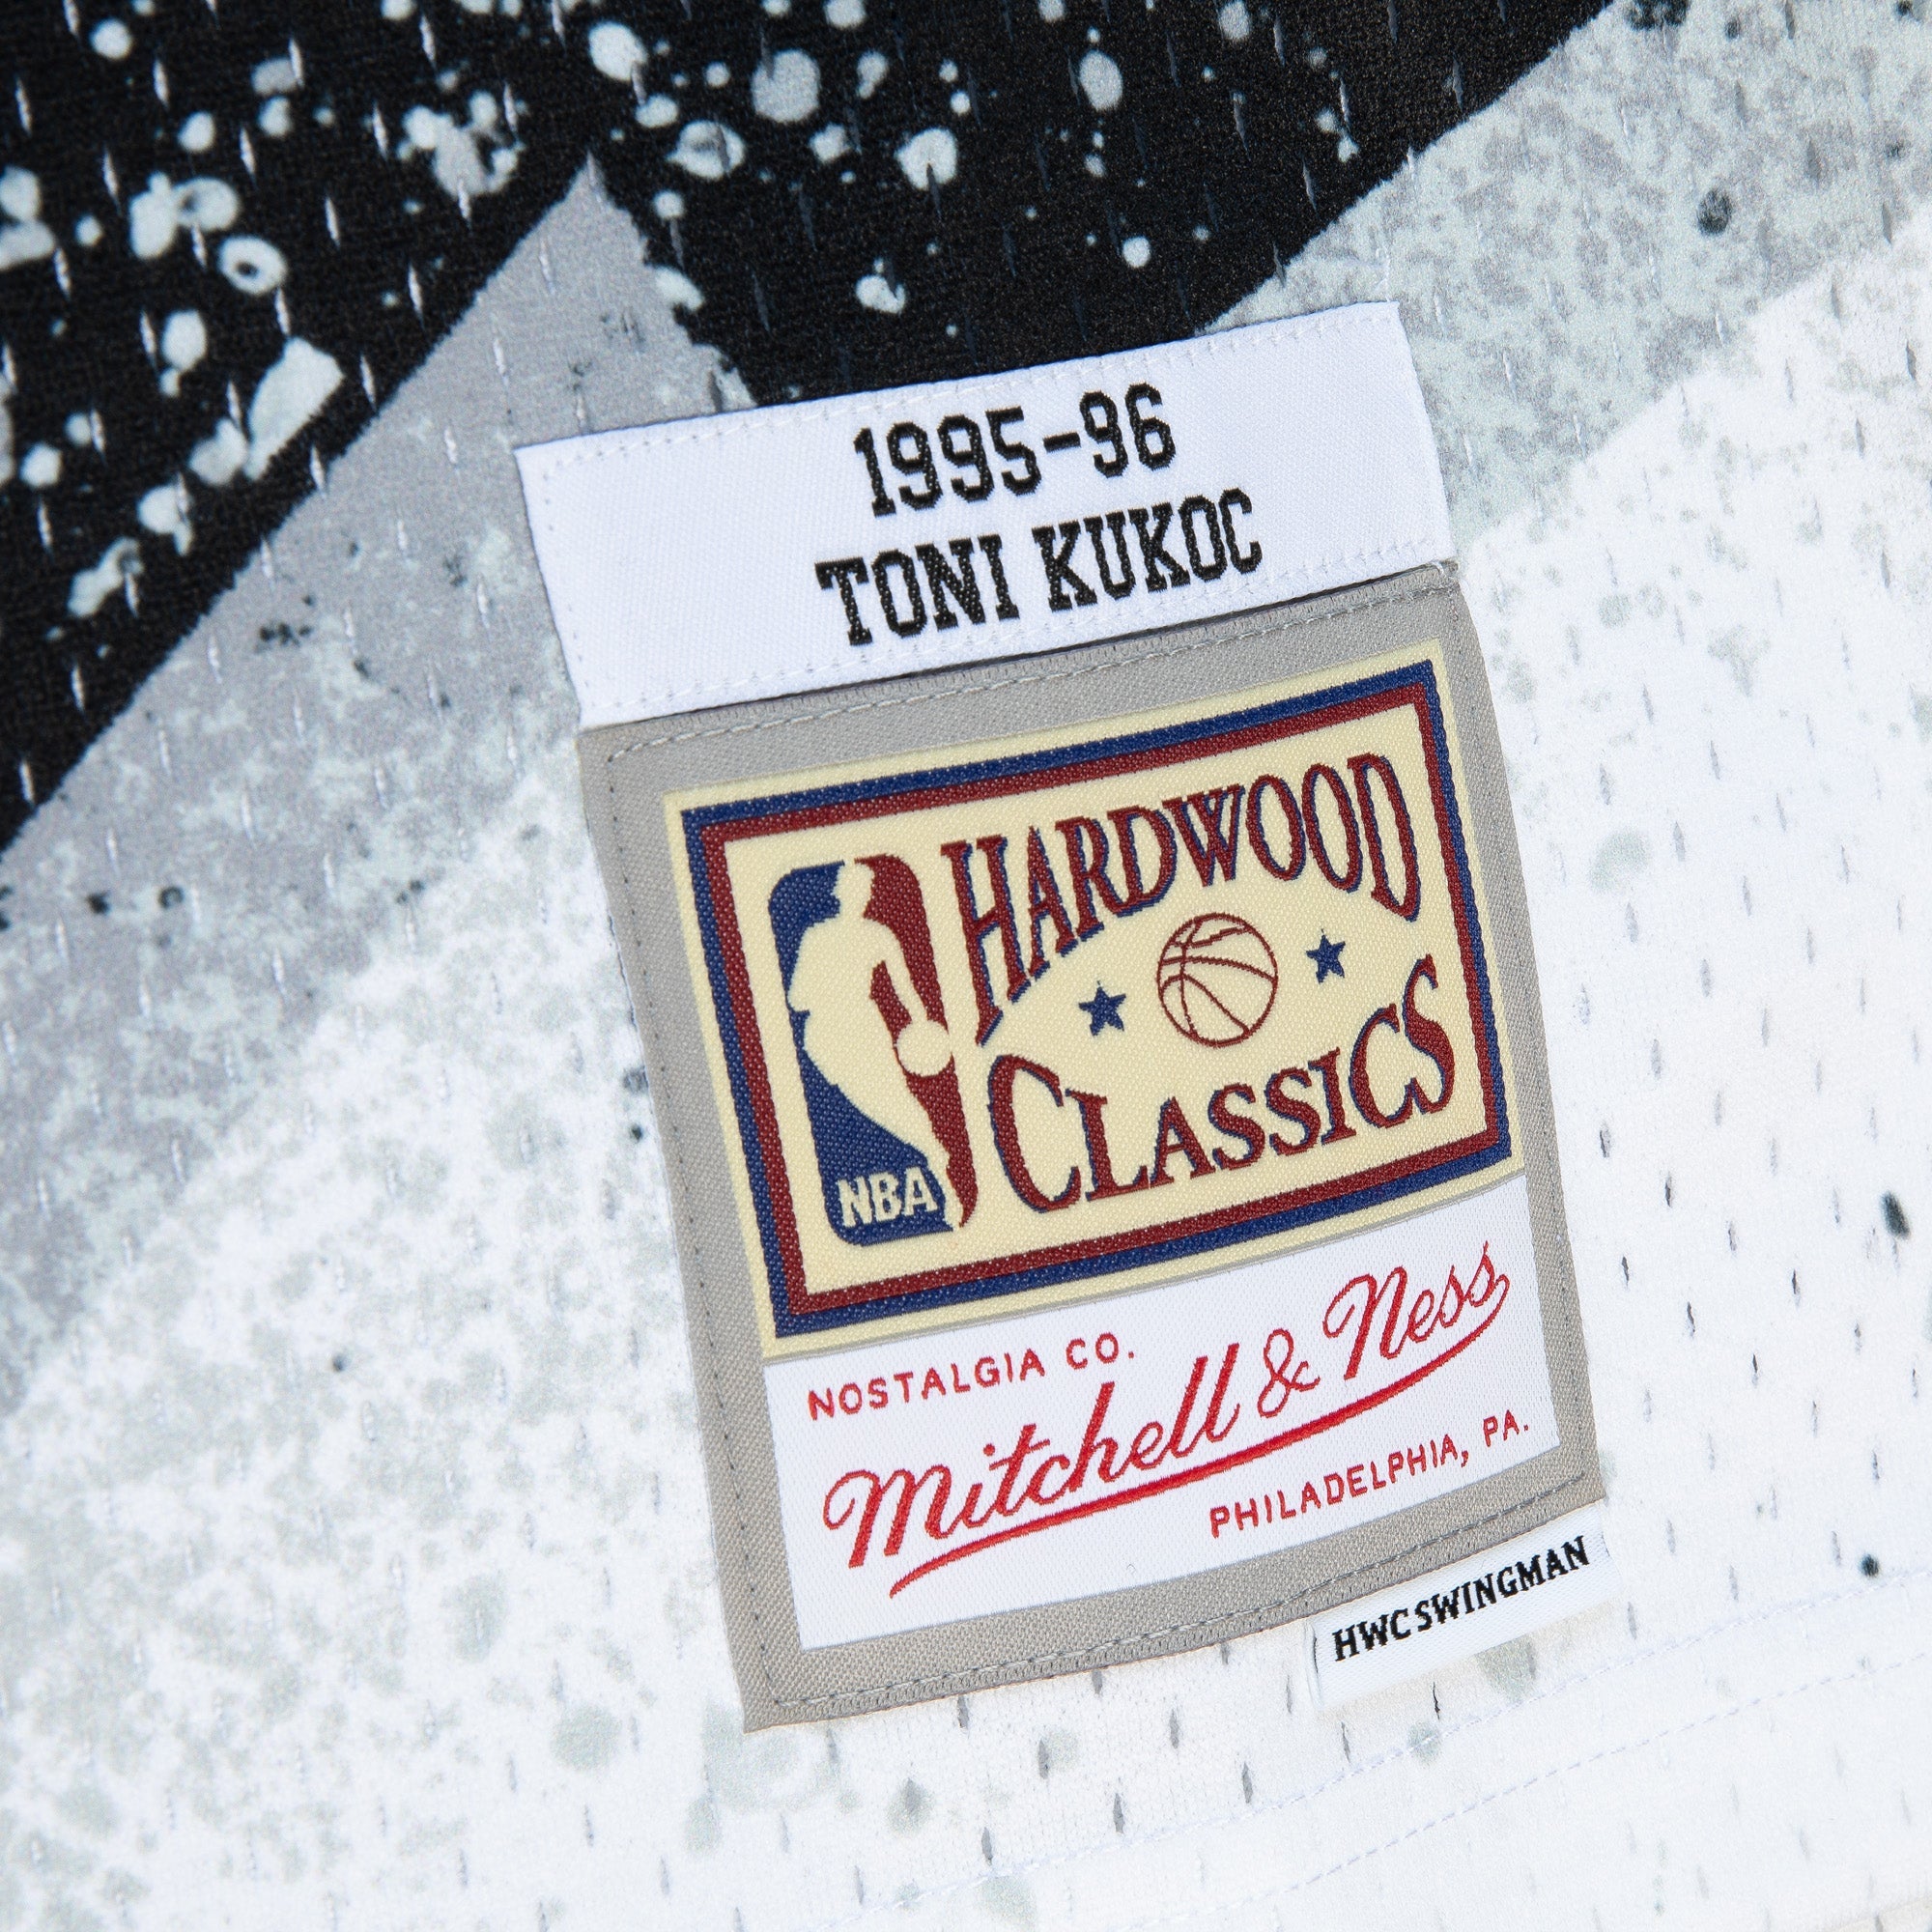 1995-96
TONI KUKOC
HARDWOOD
CLASSICS
NBA
NOSTALGIA CO.
Mitchell & Ness
PHILADELPHIA, PA.
HWC SWINGMAN